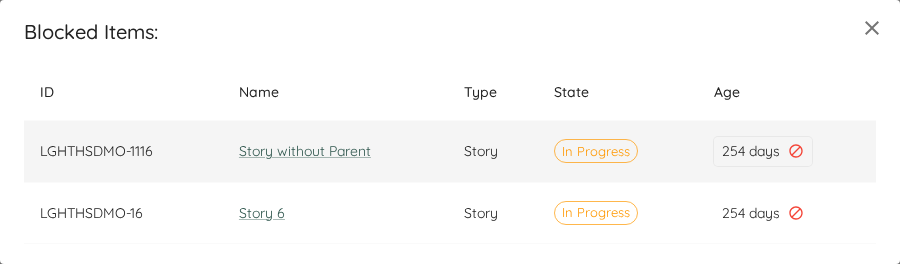 Blocked Items:
ID Name Type State Age
LGHTHSDMO-1116 Story without Parent Story In Progress 254 days
LGHTHSDMO-16 Story 6 Story In Progress 254 days